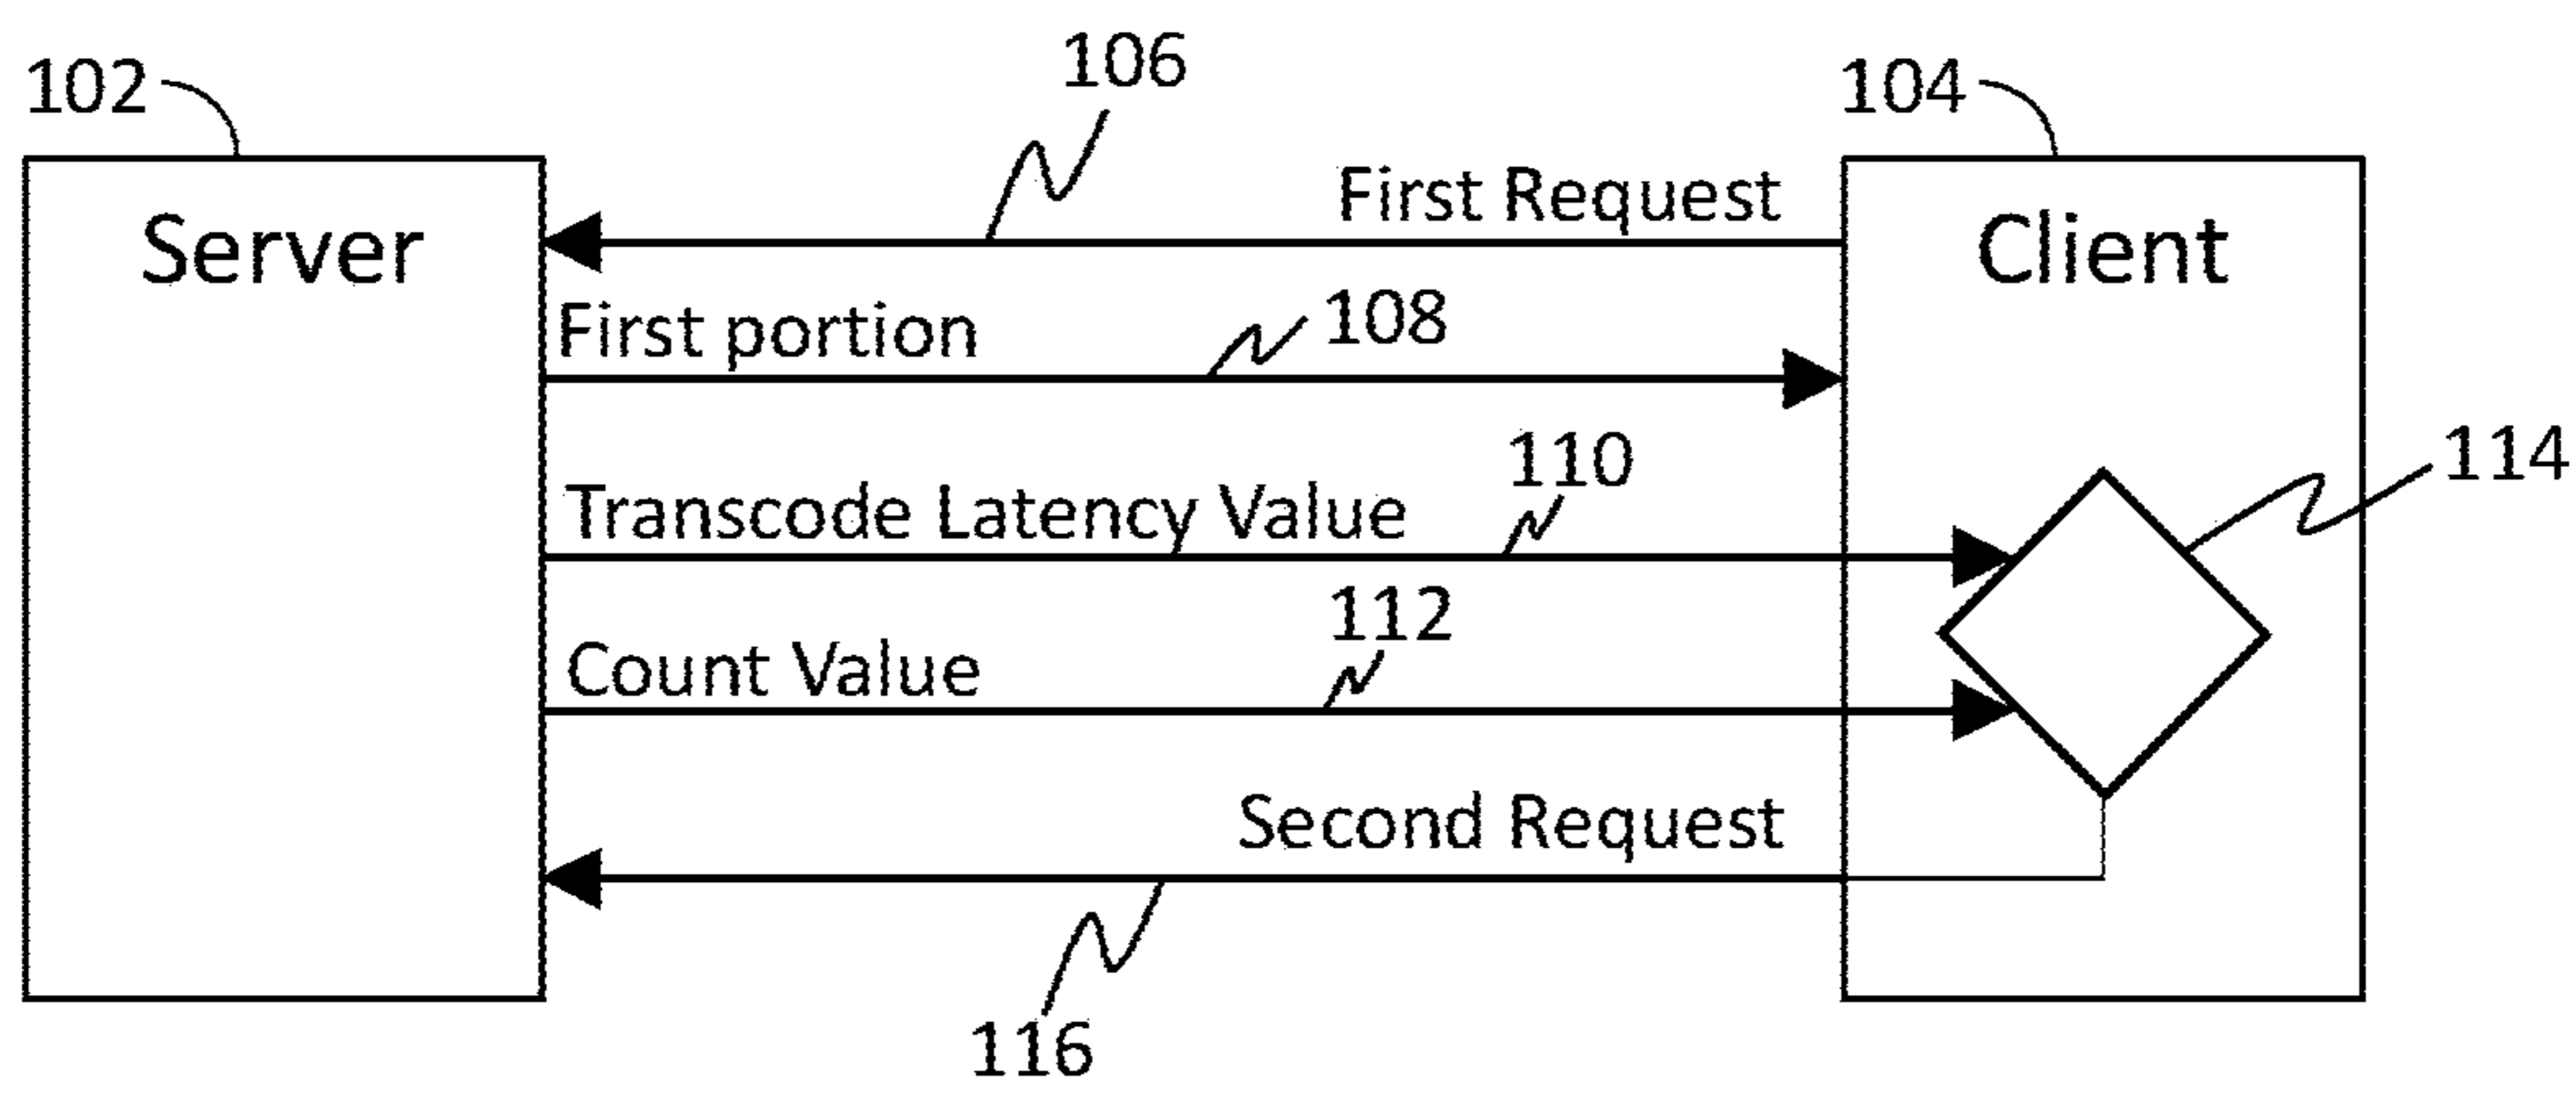 106
102
104
First Request
Server
Client
First portion
108
110
114
Transcode Latency Value
112
Count Value
Second Request
116